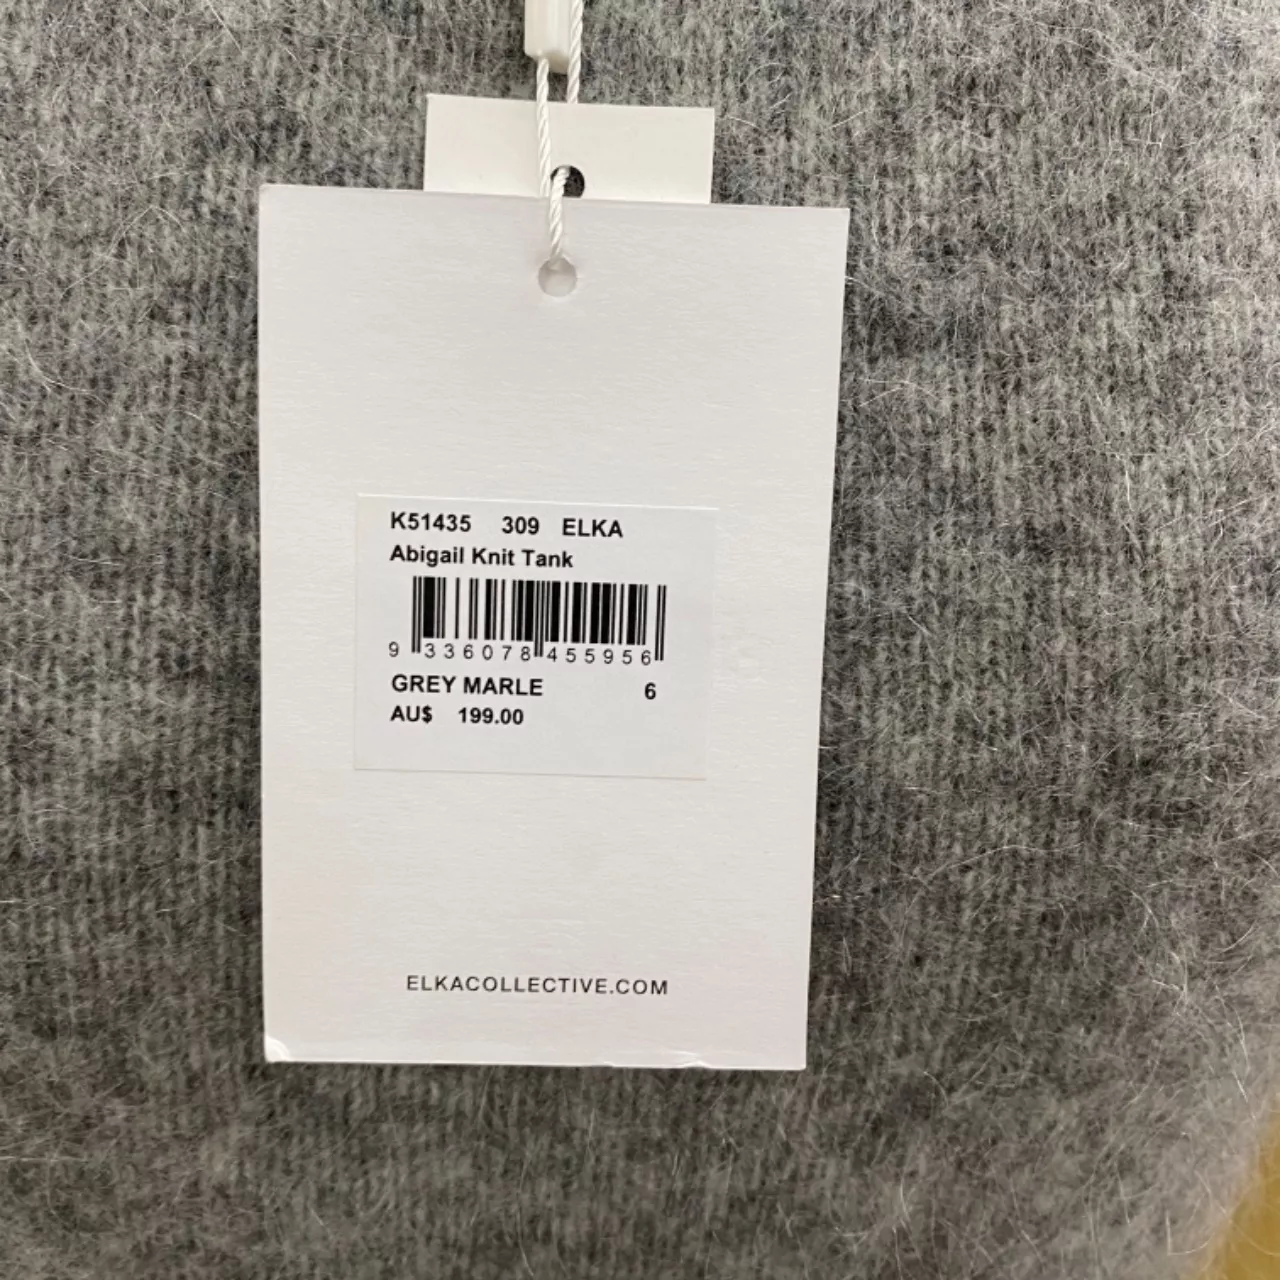 K51435 309 ELKA
Abigail Knit Tank
9 336078 455956
GREY MARLE 6
AU$ 199.00
ELKACOLLECTIVE.COM